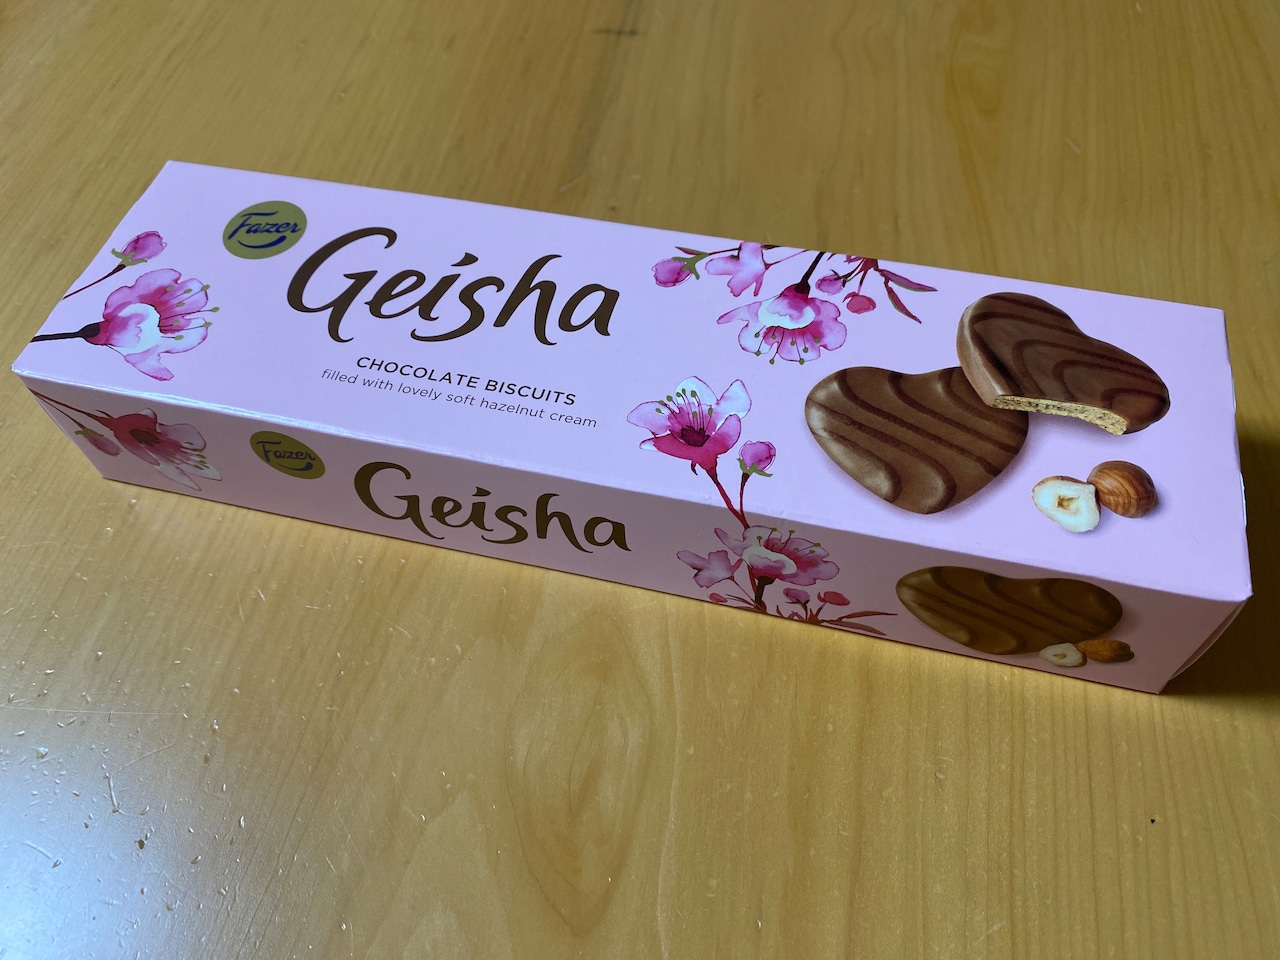 Fazer
Geisha
CHOCOLATE BISCUITS
filled with lovely soft hazelnut cream
Fazer
Geisha